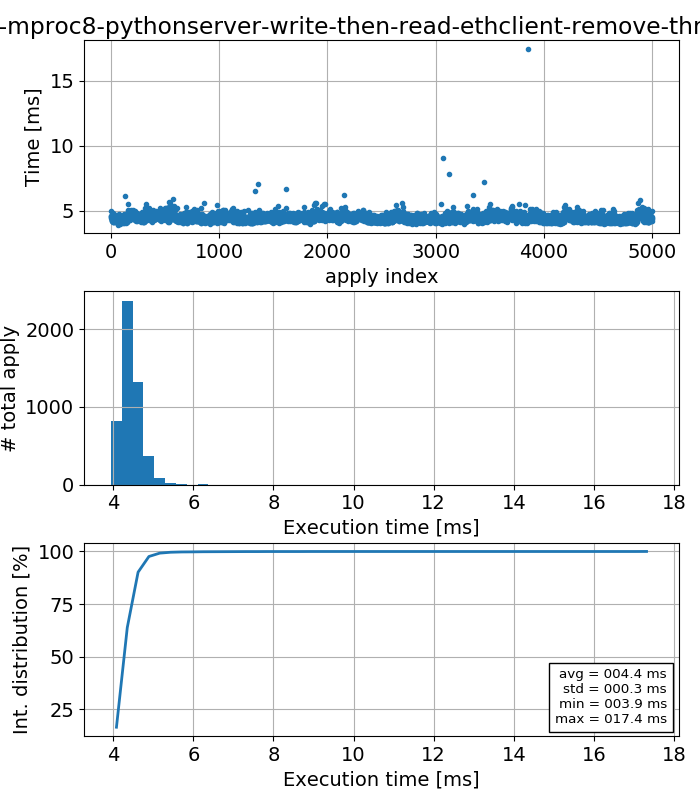 -mproc8-pythonserver-write-then-read-ethclient-remove-thr
15
10
5
Time [ms]
0 1000 2000 3000 4000 5000
apply index
2000
1000
0
# total apply
4 6 8 10 12 14 16 18
Execution time [ms]
100
75
50
25
Int. distribution [%]
avg = 004.4 ms
std = 000.3 ms
min = 003.9 ms
max = 017.4 ms
4 6 8 10 12 14 16 18
Execution time [ms]